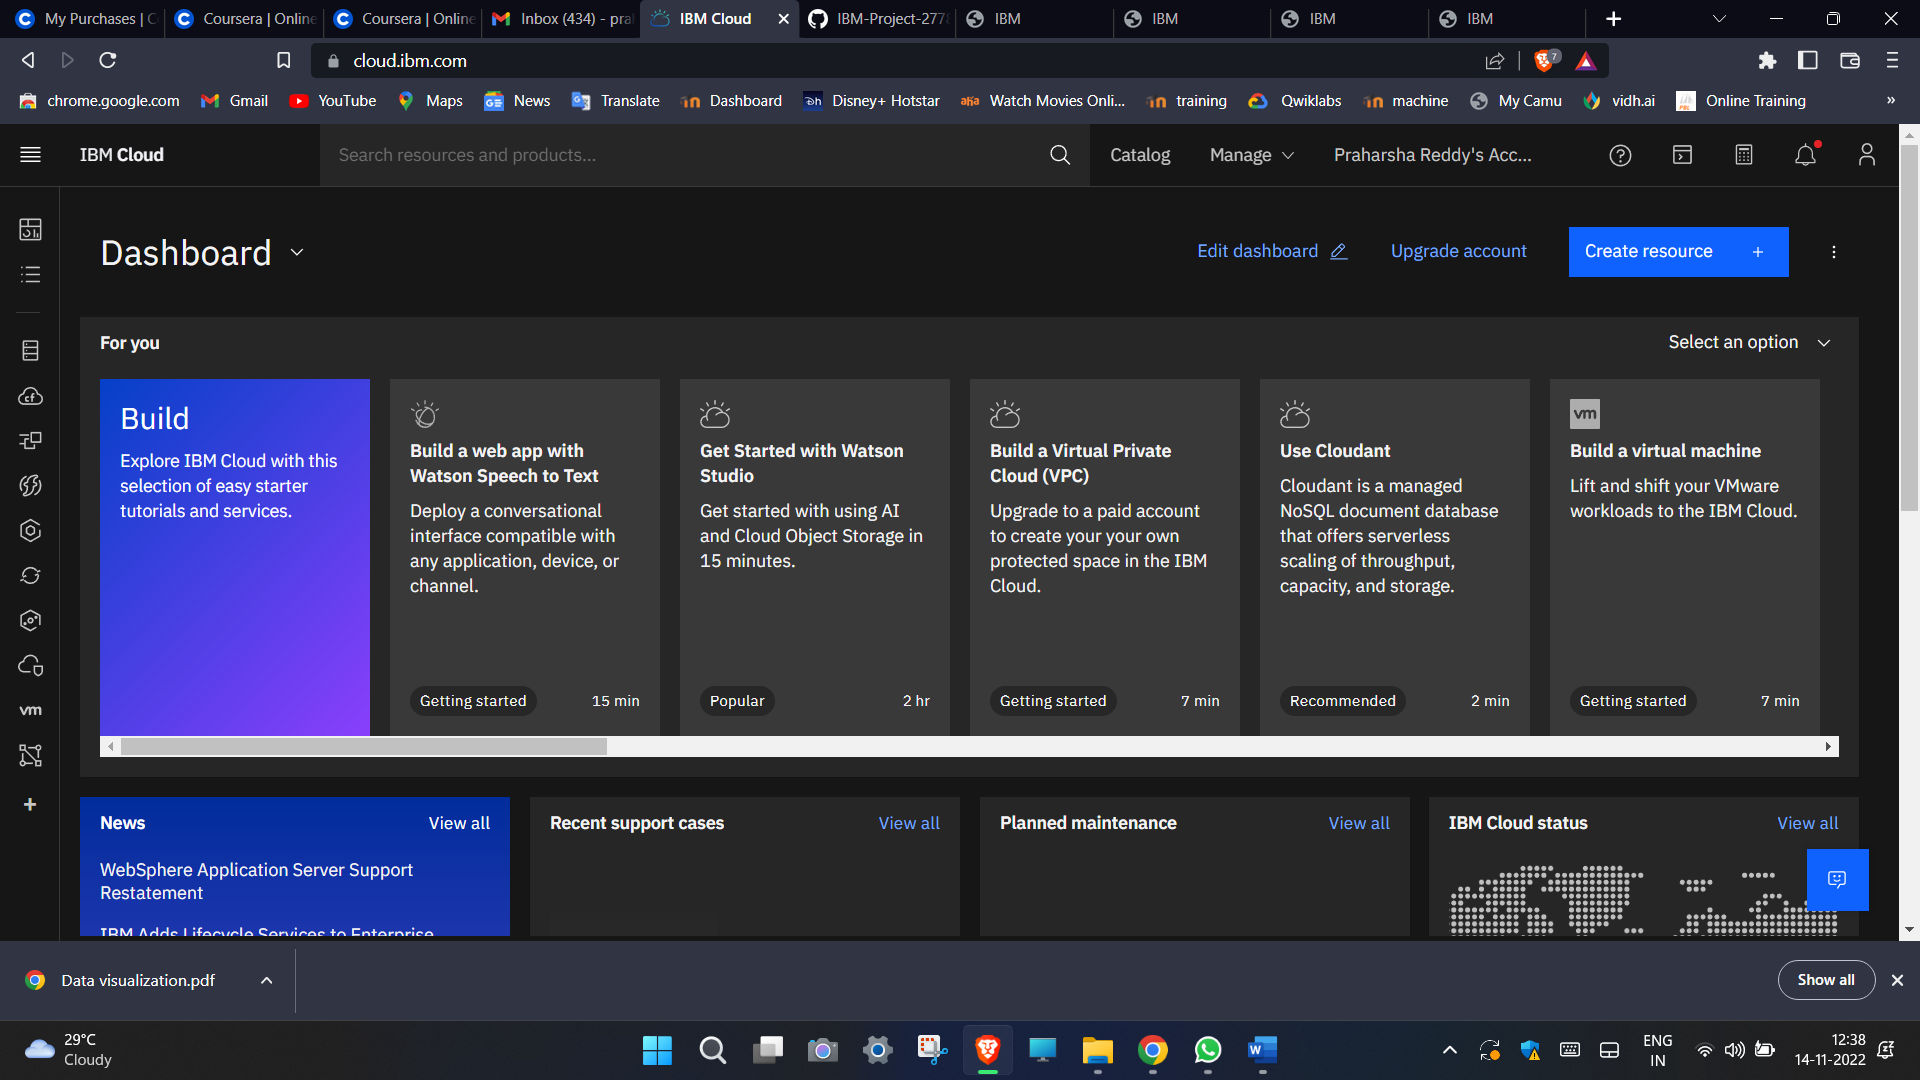 My Purchases | C
Coursera | Online
Coursera | Online
Inbox (434) - pra
IBM Cloud
IBM-Project-2778
IBM
IBM
IBM
IBM
cloud.ibm.com
7
chrome.google.com
Gmail
YouTube
Maps
News
Translate
Dashboard
Disney+ Hotstar
Watch Movies Onli...
training
Qwiklabs
machine
My Camu
vidh.ai
Online Training
IBM Cloud
Search resources and products...
Catalog
Manage
Praharsha Reddy's Acc...
Dashboard
Edit dashboard
Upgrade account
Create resource +
For you
Select an option
Build
Explore IBM Cloud with this
selection of easy starter
tutorials and services.
Build a web app with
Watson Speech to Text
Deploy a conversational
interface compatible with
any application, device, or
channel.
Getting started
15 min
Get Started with Watson
Studio
Get started with using AI
and Cloud Object Storage in
15 minutes.
Popular
2 hr
Build a Virtual Private
Cloud (VPC)
Upgrade to a paid account
to create your your own
protected space in the IBM
Cloud.
Getting started
7 min
Use Cloudant
Cloudant is a managed
NoSQL document database
that offers serverless
scaling of throughput,
capacity, and storage.
Recommended
2 min
vm
Build a virtual machine
Lift and shift your VMware
workloads to the IBM Cloud.
Getting started
7 min
vm
News
View all
WebSphere Application Server Support
Restatement
IBM Adds Lifecycle Services to Enterprise
Recent support cases
View all
Planned maintenance
View all
IBM Cloud status
View all
Data visualization.pdf
Show all
29°C
Cloudy
ENG
IN
12:38
14-11-2022